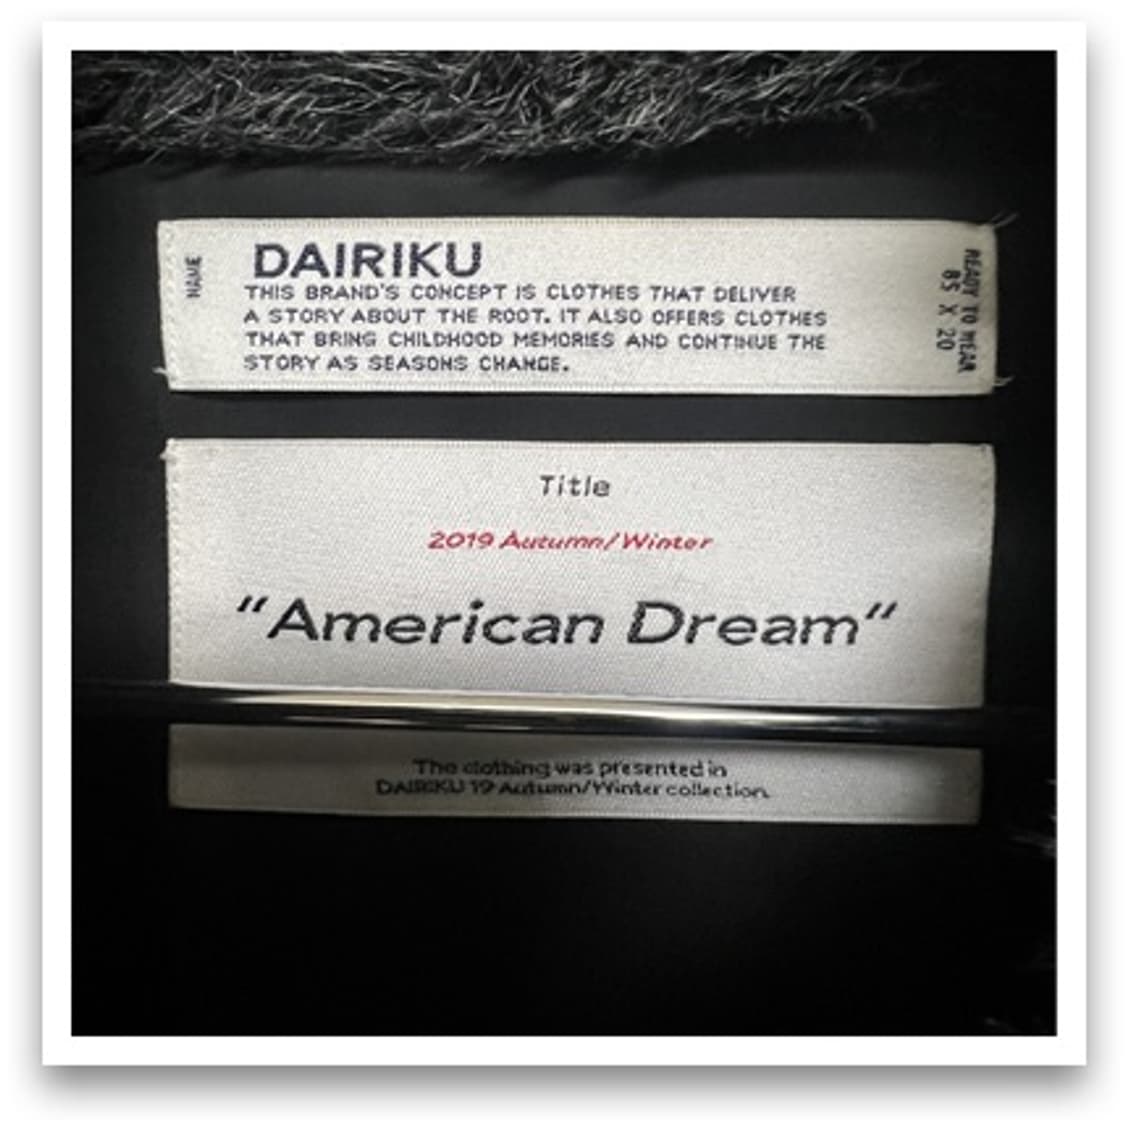 NAME
DAIRIKU
THIS BRAND'S CONCEPT IS CLOTHES THAT DELIVER
A STORY ABOUT THE ROOT. IT ALSO OFFERS CLOTHES
THAT BRING CHILDHOOD MEMORIES AND CONTINUE THE
STORY AS SEASONS CHANGE.
READY TO WEAR
85 X 20
Title
2019 Autumn/Winter
"American Dream"
The clothing was presented in
DAIRIKU 19 Autumn/Winter collection.